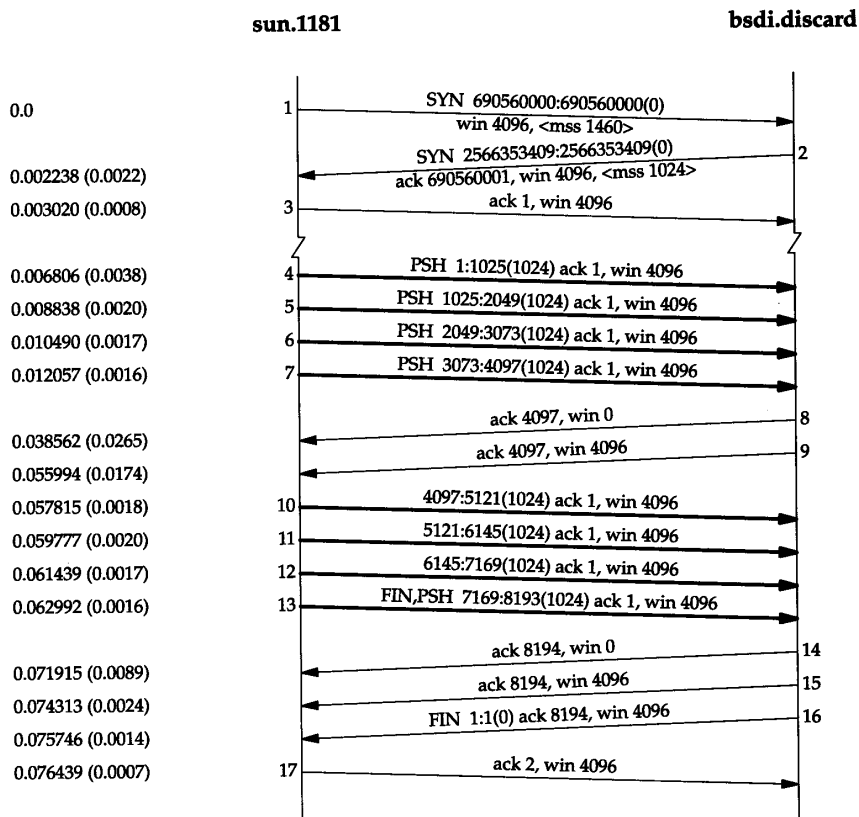 sun.1181
bsdi.discard
0.0
1
SYN 690560000:690560000(0)
win 4096, <mss 1460>
SYN 2566353409:2566353409(0)
2
0.002238 (0.0022)
ack 690560001, win 4096, <mss 1024>
0.003020 (0.0008)
3
ack 1, win 4096
0.006806 (0.0038)
4
PSH 1:1025(1024) ack 1, win 4096
0.008838 (0.0020)
5
PSH 1025:2049(1024) ack 1, win 4096
0.010490 (0.0017)
6
PSH 2049:3073(1024) ack 1, win 4096
0.012057 (0.0016)
7
PSH 3073:4097(1024) ack 1, win 4096
ack 4097, win 0
8
0.038562 (0.0265)
ack 4097, win 4096
9
0.055994 (0.0174)
0.057815 (0.0018)
10
4097:5121(1024) ack 1, win 4096
0.059777 (0.0020)
11
5121:6145(1024) ack 1, win 4096
0.061439 (0.0017)
12
6145:7169(1024) ack 1, win 4096
0.062992 (0.0016)
13
FIN,PSH 7169:8193(1024) ack 1, win 4096
ack 8194, win 0
14
0.071915 (0.0089)
ack 8194, win 4096
15
0.074313 (0.0024)
FIN 1:1(0) ack 8194, win 4096
16
0.075746 (0.0014)
0.076439 (0.0007)
17
ack 2, win 4096